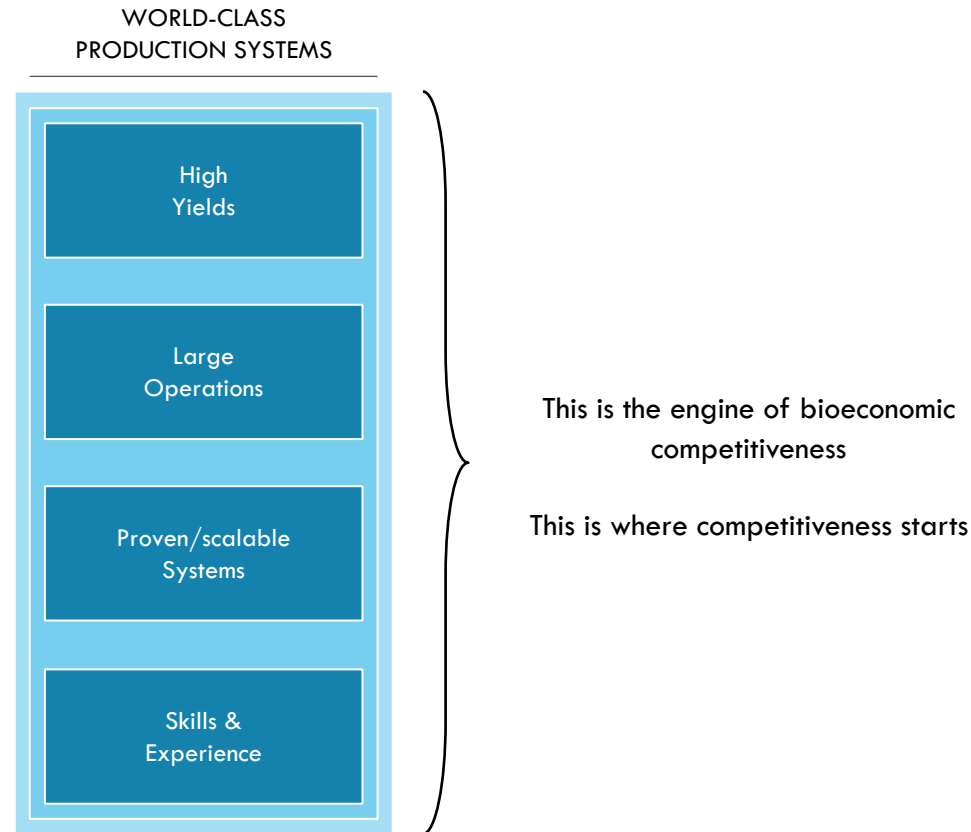 WORLD-CLASS
PRODUCTION SYSTEMS
High
Yields
Large
Operations
Proven/scalable
Systems
Skills &
Experience
This is the engine of bioeconomic
competitiveness
This is where competitiveness starts